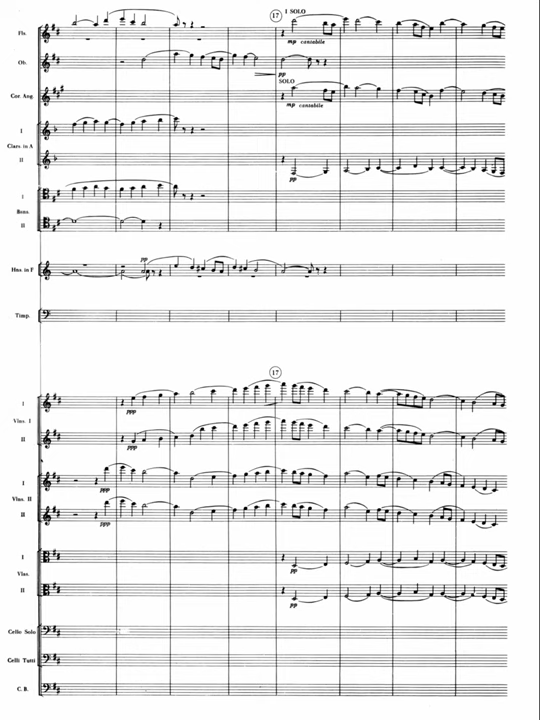 17
I SOLO
Fls.
mp cantabile
Ob.
pp
SOLO
Cor. Ang.
mp cantabile
I
Clars. in A
II
pp
I
Bsns.
II
pp
Hns. in F
Timp.
17
I
ppp
Vlns. I
II
ppp
I
ppp
Vlns. II
II
ppp
I
pp
Vlas.
II
pp
Cello Solo
Celli Tutti
C. B.